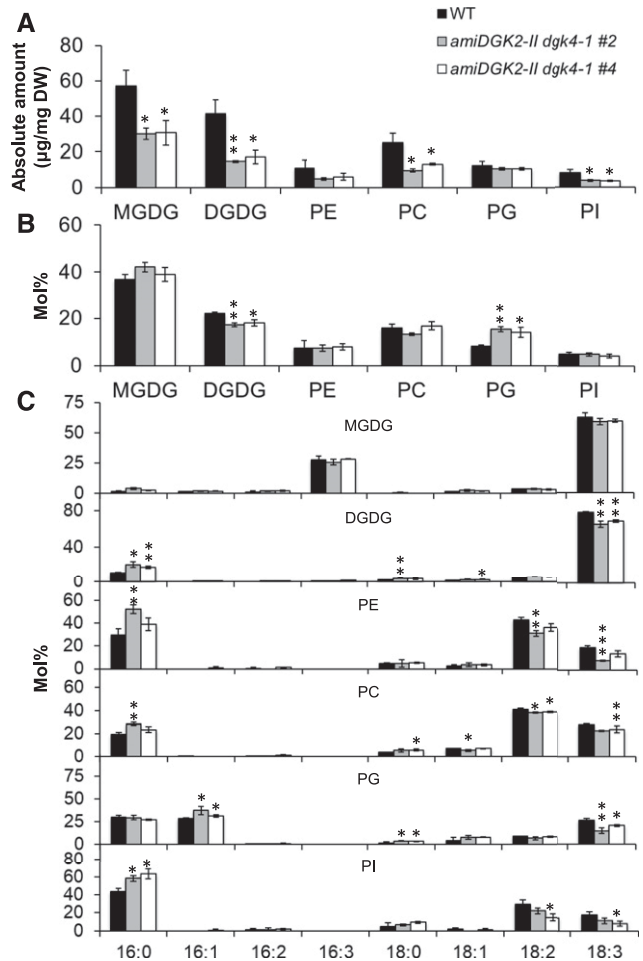 A
WT
amiDGK2-II dgk4-1 #2
amiDGK2-II dgk4-1 #4
Absolute amount
(µg/mg DW)
80
60
40
20
0
* * * * * * * * *
MGDG DGDG PE PC PG PI
B
Mol%
60
40
20
0
* * * * * *
MGDG DGDG PE PC PG PI
C
Mol%
75
50
25
0
MGDG
80
40
0
DGDG
* * * * * * * * * *
60
40
20
0
PE
* * * * * * *
60
40
20
0
PC
* * * * * * * *
75
50
25
0
PG
* * * * * * *
80
60
40
20
0
PI
* * * *
16:0 16:1 16:2 16:3 18:0 18:1 18:2 18:3